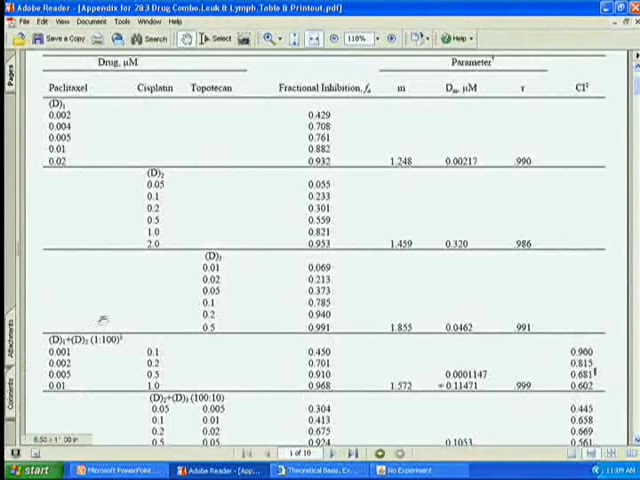 Adobe Reader - [Appendix for 2&3 Drug Combo,Leuk & Lymph,Table & Printout.pdf]
File Edit View Document Tools Window Help
Save a Copy Search Select 118% Help
Pages
Drug, μM Parameter†
Paclitaxel Cisplatin Topotecan Fractional Inhibition, fa m Dm, μM r CI‡
(D)1
0.002 0.429
0.004 0.708
0.005 0.761
0.01 0.882
0.02 0.932 1.248 0.00217 .990
(D)2
0.05 0.055
0.1 0.233
0.2 0.301
0.5 0.559
1.0 0.821
2.0 0.953 1.459 0.320 .986
(D)3
0.01 0.069
0.02 0.213
0.05 0.373
0.1 0.785
0.2 0.940
0.5 0.991 1.855 0.0462 .991
Attachments
(D)1+(D)2 (1:100)§
0.001 0.1 0.450 0.900
0.002 0.2 0.701 0.815
0.005 0.5 0.910 0.0001147 0.681
0.01 1.0 0.968 1.572 + 0.11471 .999 0.602
Comments
(D)2+(D)3 (100:10)
0.05 0.005 0.304 0.445
0.1 0.01 0.413 0.658
0.2 0.02 0.675 0.669
0.5 0.05 0.924 0.1053 0.561
8.50 x 11.00 in
1 of 10
start Microsoft PowerPoint ... Adobe Reader - [App... Theoretical Basis, Ex... No Experiment 11:09 AM